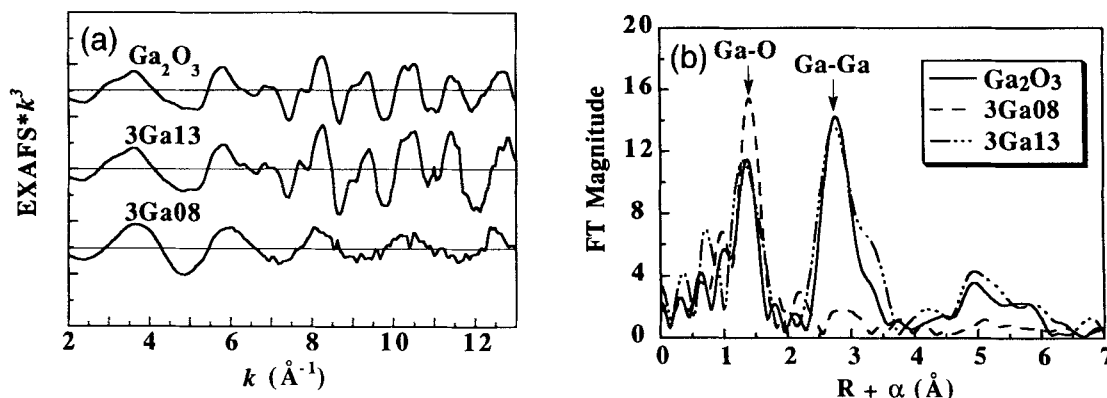 (a)
Ga₂O₃
3Ga13
3Ga08
EXAFS*k³
2 4 6 8 10 12
k (Å⁻¹)
(b)
Ga-O
Ga-Ga
Ga₂O₃
3Ga08
3Ga13
FT Magnitude
20
16
12
8
4
0
0 1 2 3 4 5 6 7
R + α (Å)